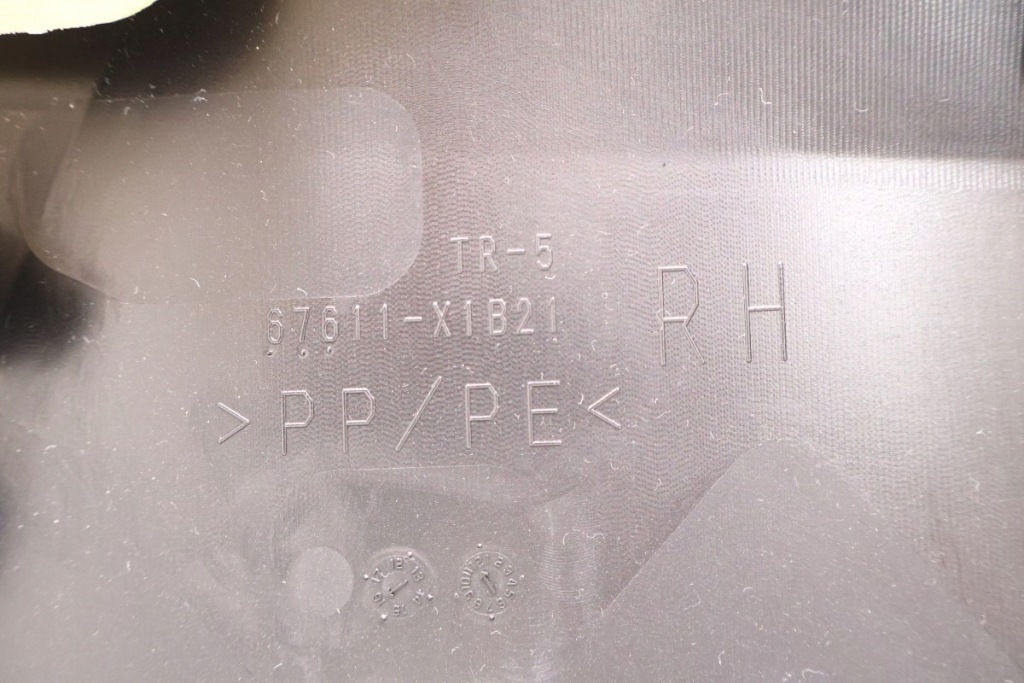 TR-5
67611-X1B21
RH
>PP/PE<